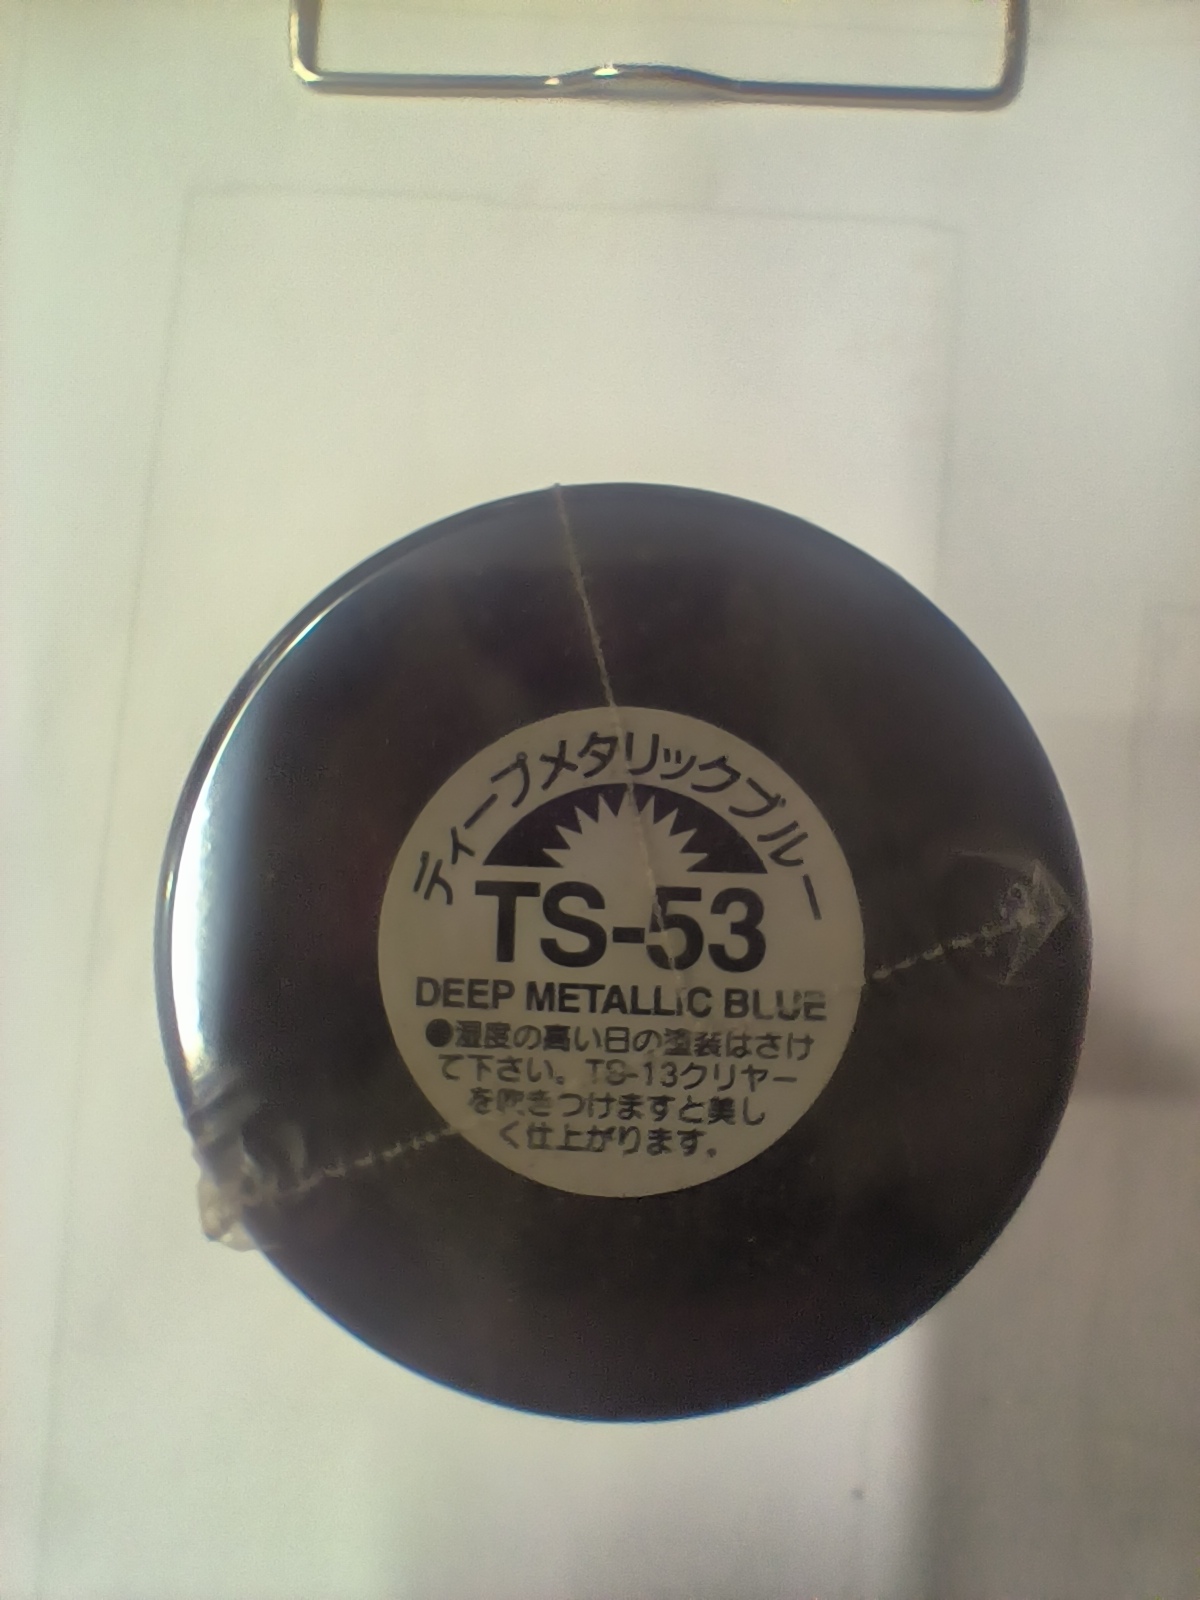 ディープメタリックブルー
TS-53
DEEP METALLIC BLUE
●湿度の高い日の塗装はさけ
て下さい。TS-13クリヤー
を吹きつけますと美し
く仕上がります。